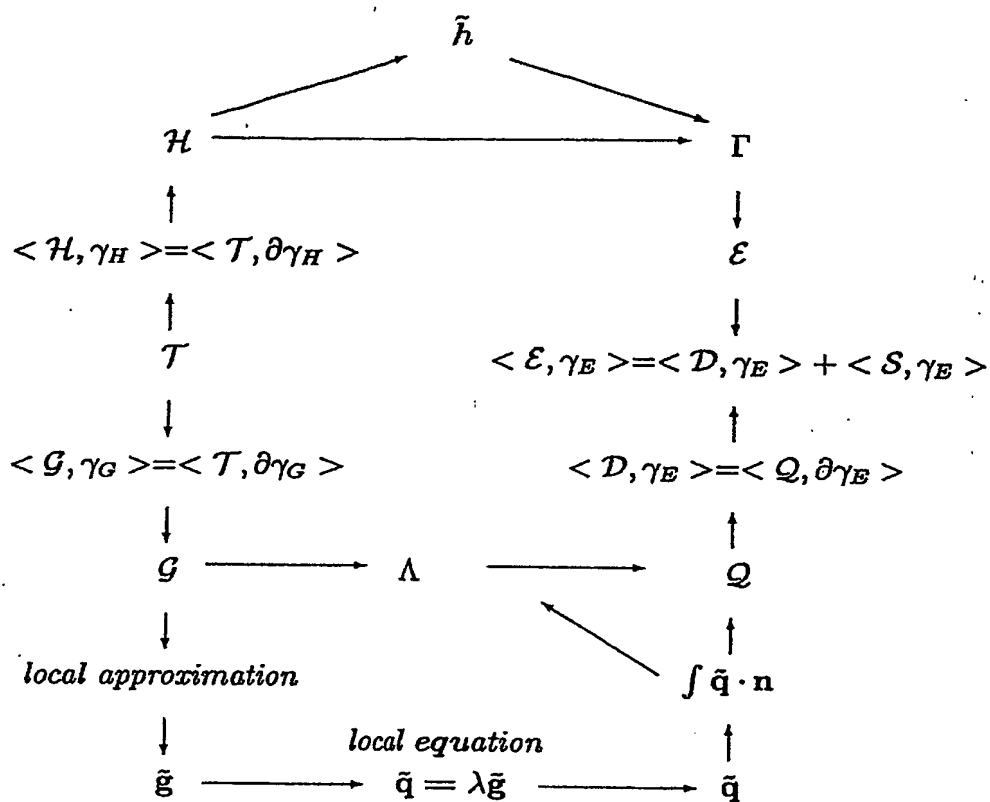 h̃
ℋ Γ
< ℋ, γ_H >=< 𝒯, ∂γ_H > ℰ
𝒯 < ℰ, γ_E >=< 𝒟, γ_E > + < 𝒮, γ_E >
< 𝒢, γ_G >=< 𝒯, ∂γ_G > < 𝒟, γ_E >=< 𝒬, ∂γ_E >
𝒢 Λ 𝒬
local approximation ∫ q̃ · n
local equation
g̃ q̃ = λg̃ q̃